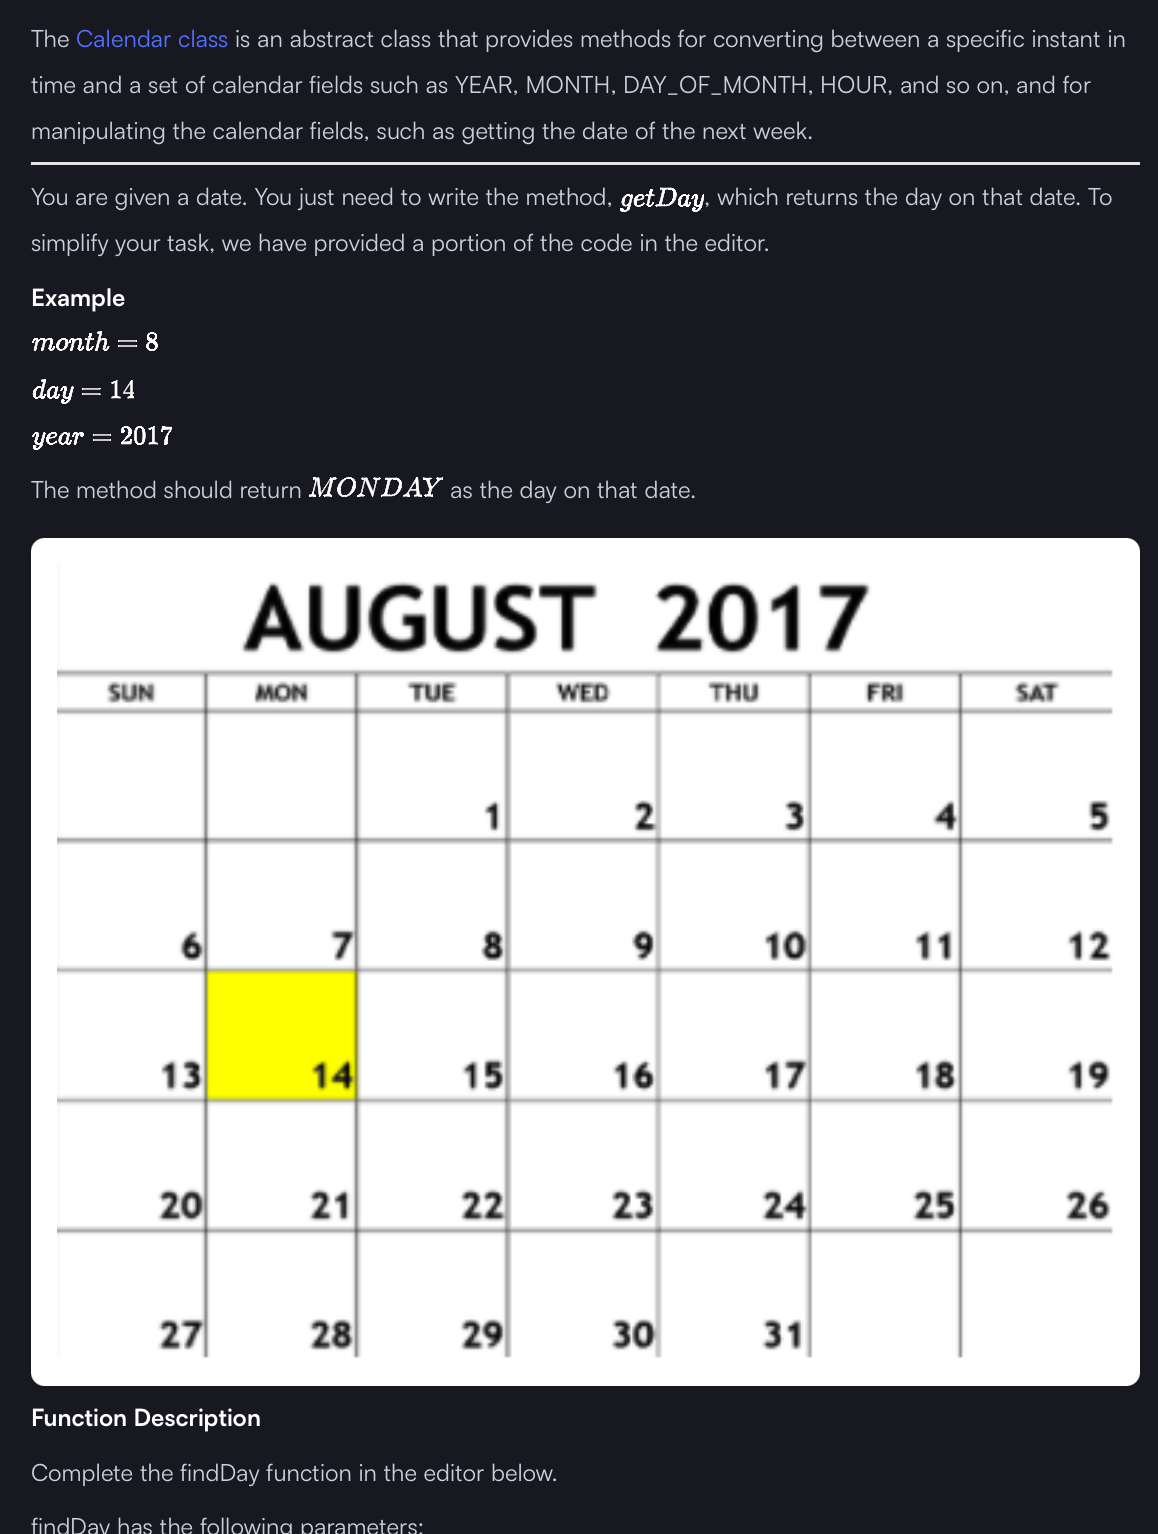 The Calendar class is an abstract class that provides methods for converting between a specific instant in
time and a set of calendar fields such as YEAR, MONTH, DAY_OF_MONTH, HOUR, and so on, and for
manipulating the calendar fields, such as getting the date of the next week.
You are given a date. You just need to write the method, getDay, which returns the day on that date. To
simplify your task, we have provided a portion of the code in the editor.
Example
month = 8
day = 14
year = 2017
The method should return MONDAY as the day on that date.
AUGUST 2017
SUN MON TUE WED THU FRI SAT
1 2 3 4 5
6 7 8 9 10 11 12
13 14 15 16 17 18 19
20 21 22 23 24 25 26
27 28 29 30 31
Function Description
Complete the findDay function in the editor below.
findDay has the following parameters: